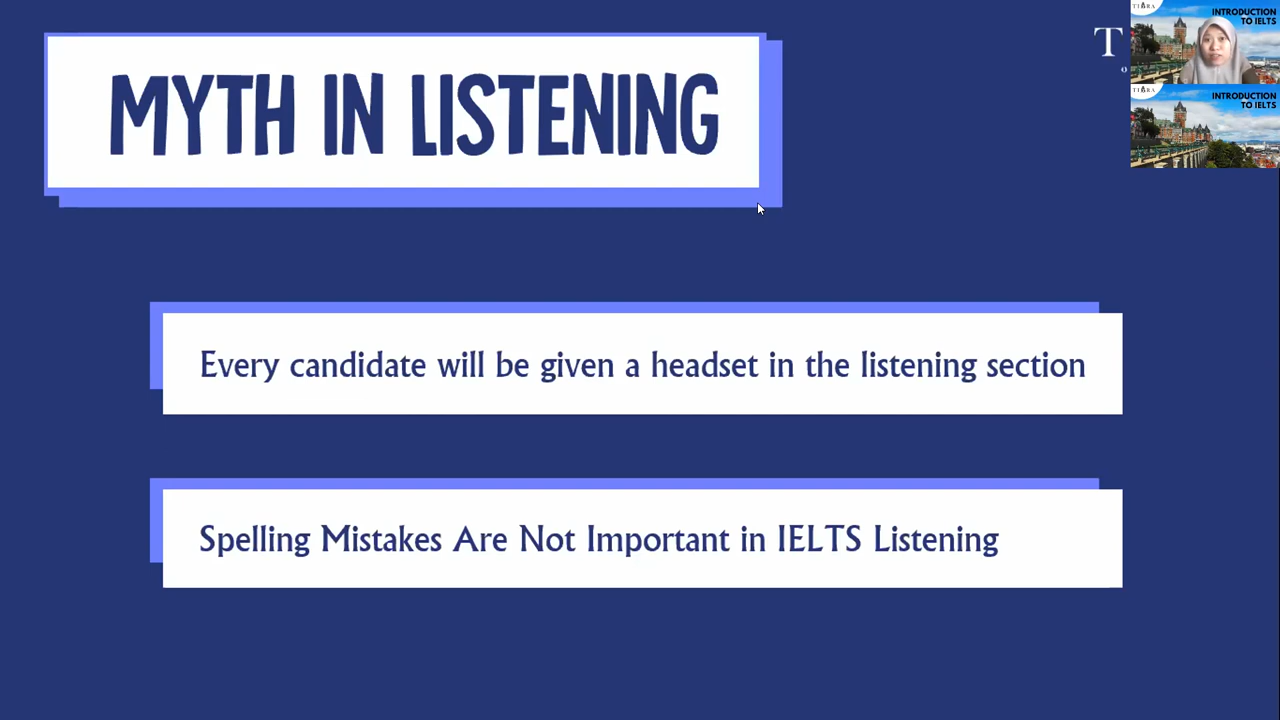 MYTH IN LISTENING
T
INTRODUCTION
TO IELTS
INTRODUCTION
TO IELTS
Every candidate will be given a headset in the listening section
Spelling Mistakes Are Not Important in IELTS Listening